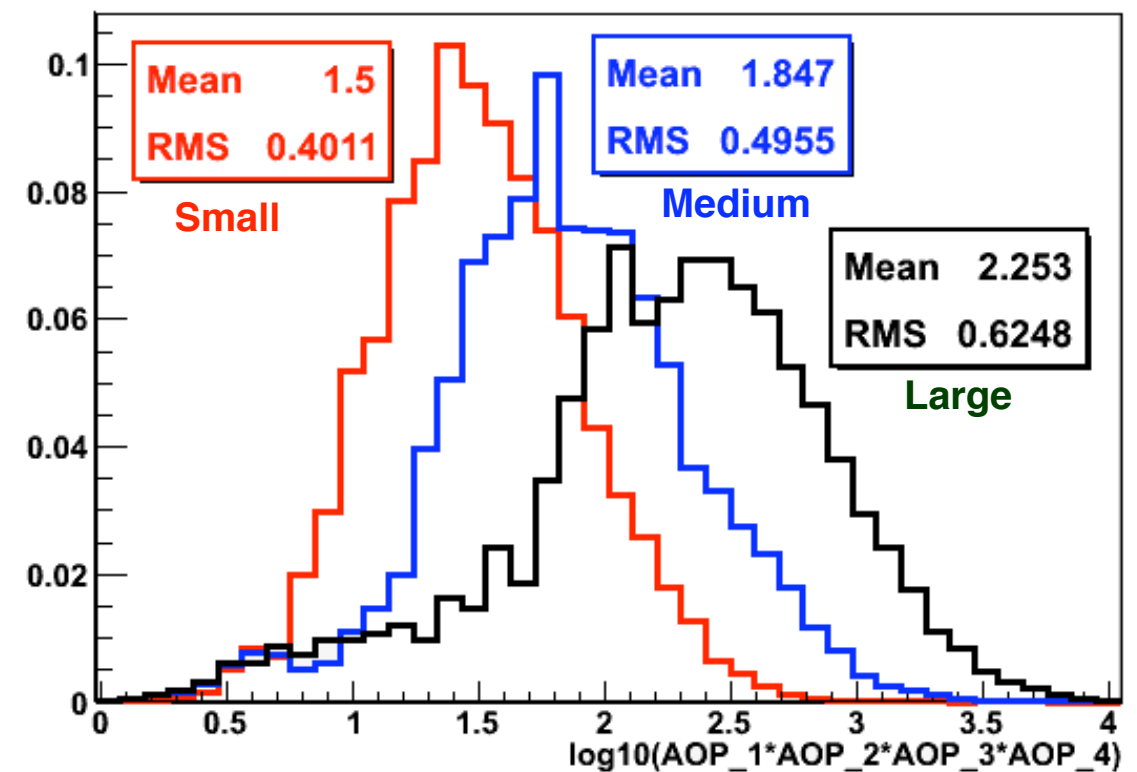 0.1
0.08
0.06
0.04
0.02
0
Mean 1.5
RMS 0.4011
Small
Mean 1.847
RMS 0.4955
Medium
Mean 2.253
RMS 0.6248
Large
0 0.5 1 1.5 2 2.5 3 3.5 4
log10(AOP_1*AOP_2*AOP_3*AOP_4)